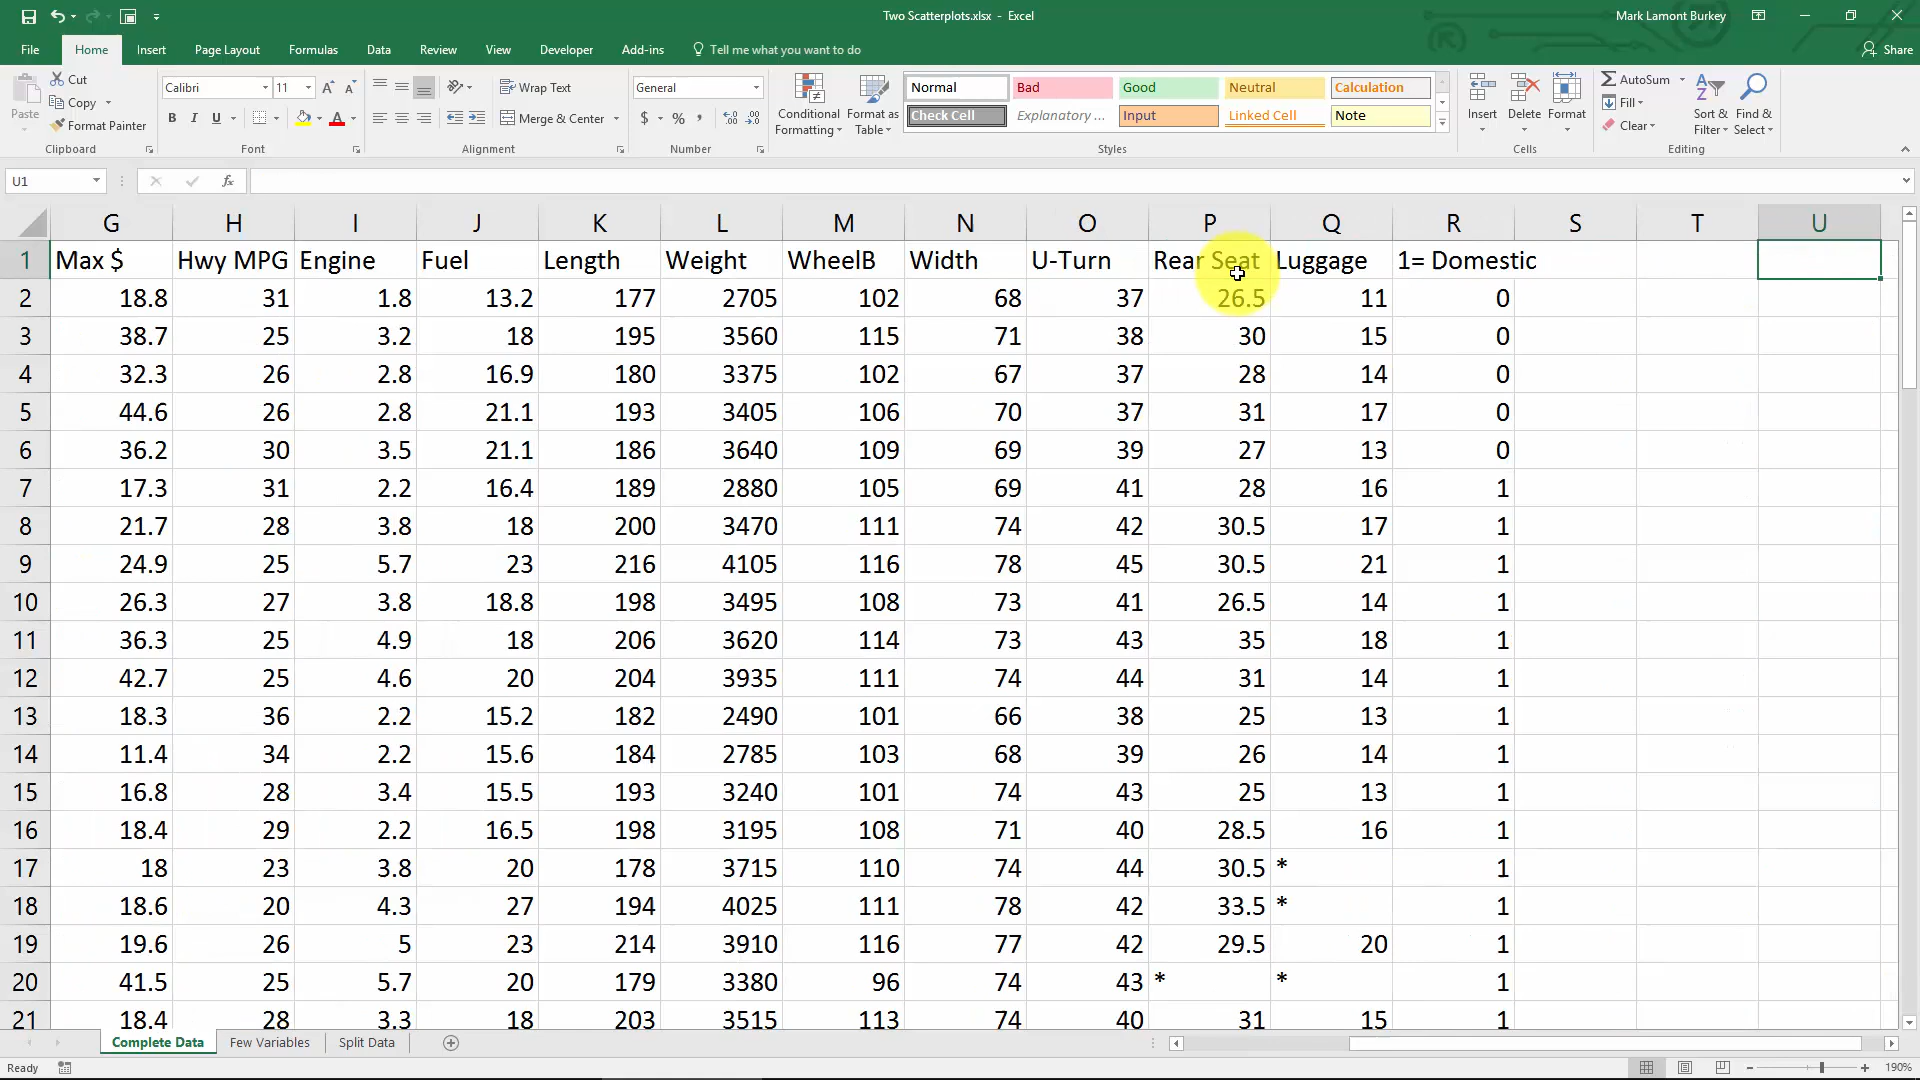 Two Scatterplots.xlsx - Excel
Mark Lamont Burkey
File Home Insert Page Layout Formulas Data Review View Developer Add-ins Tell me what you want to do Share
Paste
Cut
Copy
Format Painter
Clipboard
Calibri 11
B I U
Font
Wrap Text
Merge & Center
Alignment
General
$ % ,
Number
Conditional Formatting
Format as Table
Normal Bad Good Neutral Calculation
Check Cell Explanatory ... Input Linked Cell Note
Styles
Insert Delete Format
Cells
AutoSum
Fill
Clear
Sort & Filter
Find & Select
Editing
U1 fx
G H I J K L M N O P Q R S T U
1 Max $ Hwy MPG Engine Fuel Length Weight WheelB Width U-Turn Rear Seat Luggage 1= Domestic
2 18.8 31 1.8 13.2 177 2705 102 68 37 26.5 11 0
3 38.7 25 3.2 18 195 3560 115 71 38 30 15 0
4 32.3 26 2.8 16.9 180 3375 102 67 37 28 14 0
5 44.6 26 2.8 21.1 193 3405 106 70 37 31 17 0
6 36.2 30 3.5 21.1 186 3640 109 69 39 27 13 0
7 17.3 31 2.2 16.4 189 2880 105 69 41 28 16 1
8 21.7 28 3.8 18 200 3470 111 74 42 30.5 17 1
9 24.9 25 5.7 23 216 4105 116 78 45 30.5 21 1
10 26.3 27 3.8 18.8 198 3495 108 73 41 26.5 14 1
11 36.3 25 4.9 18 206 3620 114 73 43 35 18 1
12 42.7 25 4.6 20 204 3935 111 74 44 31 14 1
13 18.3 36 2.2 15.2 182 2490 101 66 38 25 13 1
14 11.4 34 2.2 15.6 184 2785 103 68 39 26 14 1
15 16.8 28 3.4 15.5 193 3240 101 74 43 25 13 1
16 18.4 29 2.2 16.5 198 3195 108 71 40 28.5 16 1
17 18 23 3.8 20 178 3715 110 74 44 30.5 * 1
18 18.6 20 4.3 27 194 4025 111 78 42 33.5 * 1
19 19.6 26 5 23 214 3910 116 77 42 29.5 20 1
20 41.5 25 5.7 20 179 3380 96 74 43 * * 1
21 18.4 28 3.3 18 203 3515 113 74 40 31 15 1
Complete Data Few Variables Split Data
Ready 190%